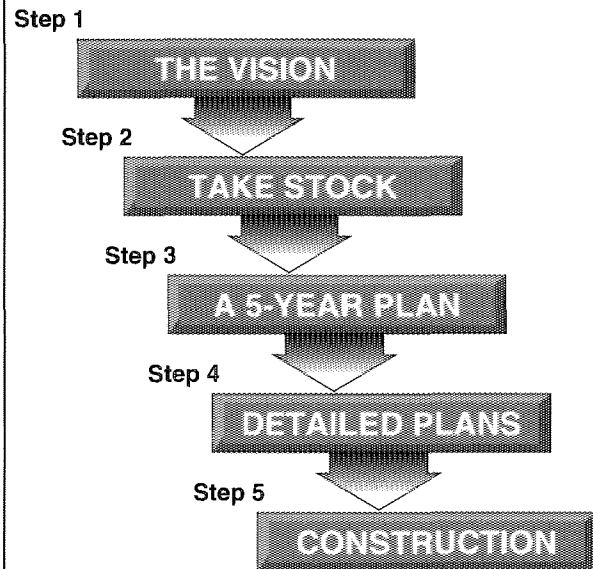 Step 1
THE VISION
Step 2
TAKE STOCK
Step 3
A 5-YEAR PLAN
Step 4
DETAILED PLANS
Step 5
CONSTRUCTION